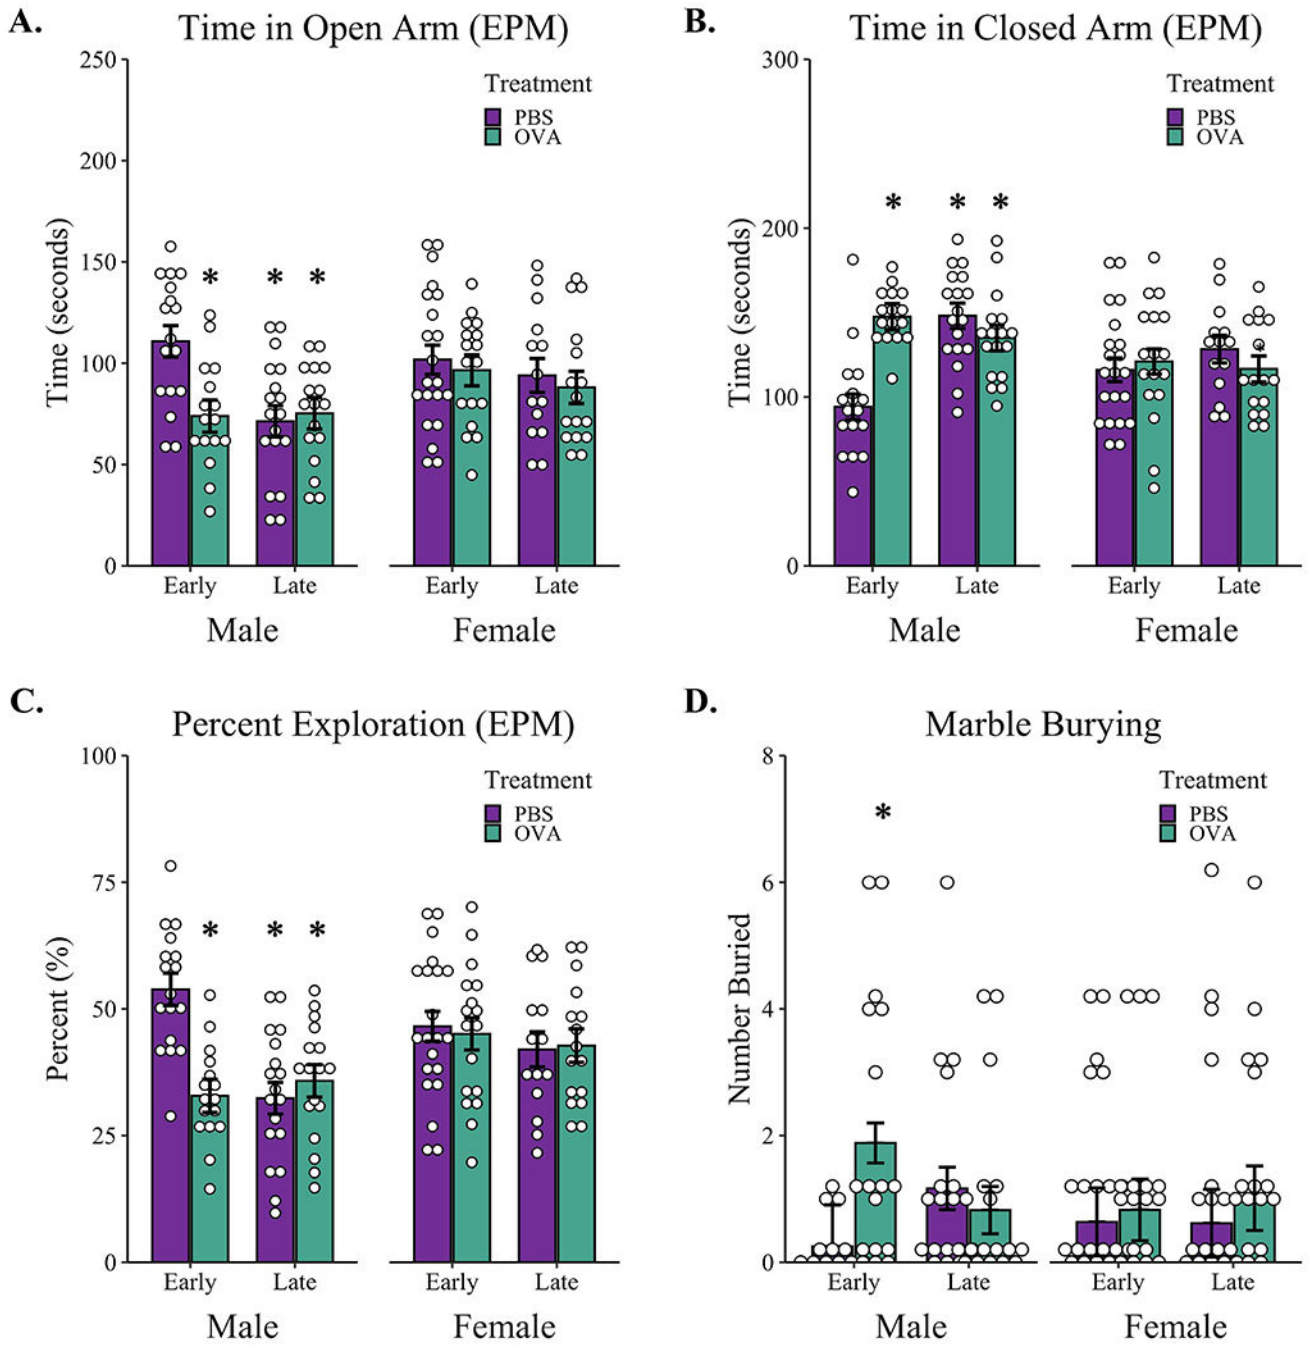 A.
Time in Open Arm (EPM)
250
200
150
100
50
0
Time (seconds)
Treatment
PBS
OVA
*
*
*
Early
Late
Early
Late
Male
Female
B.
Time in Closed Arm (EPM)
300
200
100
0
Time (seconds)
Treatment
PBS
OVA
*
*
*
Early
Late
Early
Late
Male
Female
C.
Percent Exploration (EPM)
100
75
50
25
0
Percent (%)
Treatment
PBS
OVA
*
*
*
Early
Late
Early
Late
Male
Female
D.
Marble Burying
8
6
4
2
0
Number Buried
Treatment
PBS
OVA
*
Early
Late
Early
Late
Male
Female